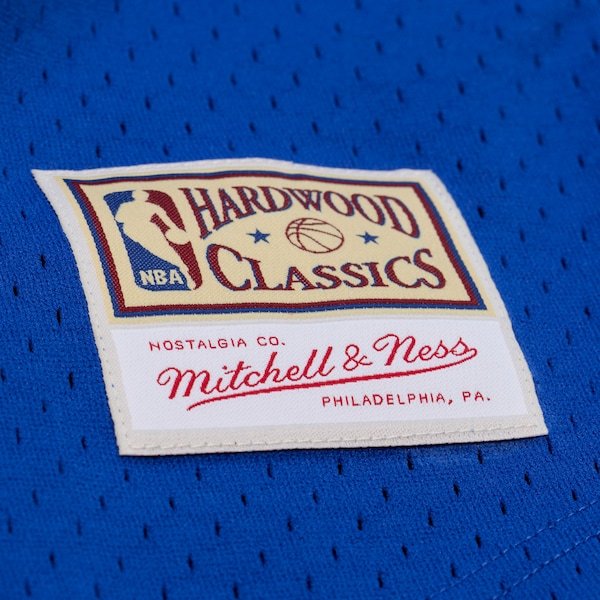 HARDWOOD
CLASSICS
NBA
NOSTALGIA CO.
Mitchell & Ness
PHILADELPHIA, PA.